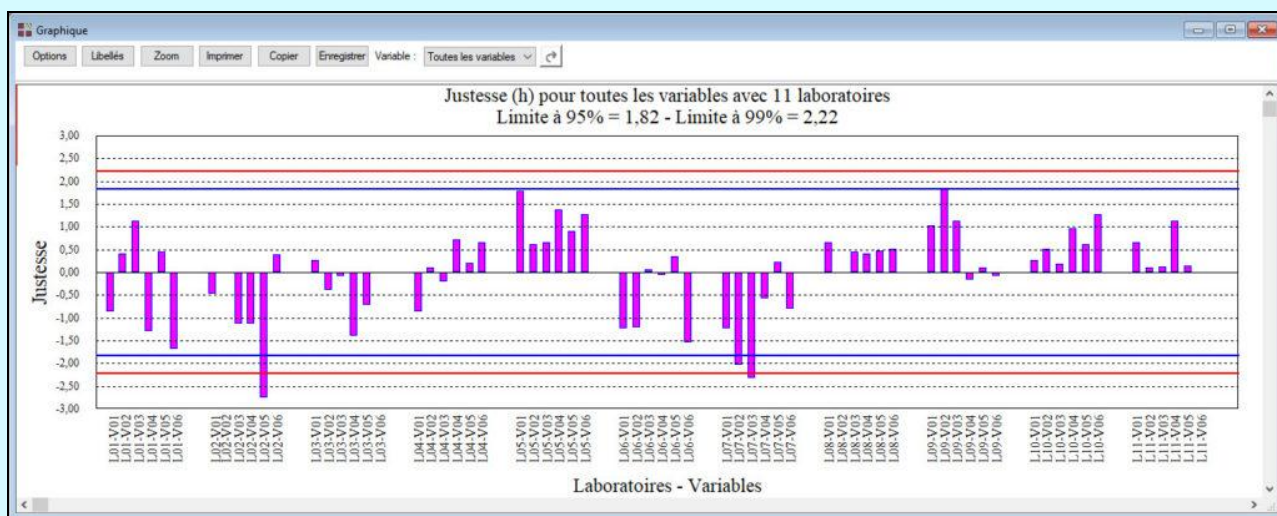 Graphique
Options Libellés Zoom Imprimer Copier Enregistrer Variable : Toutes les variables
Justesse (h) pour toutes les variables avec 11 laboratoires
Limite à 95% = 1,82 - Limite à 99% = 2,22
3,00
2,50
2,00
1,50
1,00
0,50
0,00
-0,50
-1,00
-1,50
-2,00
-2,50
-3,00
Justesse
L01-V01
L01-V02
L01-V03
L01-V04
L01-V05
L01-V06
L02-V01
L02-V02
L02-V03
L02-V04
L02-V05
L02-V06
L03-V01
L03-V02
L03-V03
L03-V04
L03-V05
L03-V06
L04-V01
L04-V02
L04-V03
L04-V04
L04-V05
L04-V06
L05-V01
L05-V02
L05-V03
L05-V04
L05-V05
L05-V06
L06-V01
L06-V02
L06-V03
L06-V04
L06-V05
L06-V06
L07-V01
L07-V02
L07-V03
L07-V04
L07-V05
L07-V06
L08-V01
L08-V02
L08-V03
L08-V04
L08-V05
L08-V06
L09-V01
L09-V02
L09-V03
L09-V04
L09-V05
L09-V06
L10-V01
L10-V02
L10-V03
L10-V04
L10-V05
L10-V06
L11-V01
L11-V02
L11-V03
L11-V04
L11-V05
L11-V06
Laboratoires - Variables